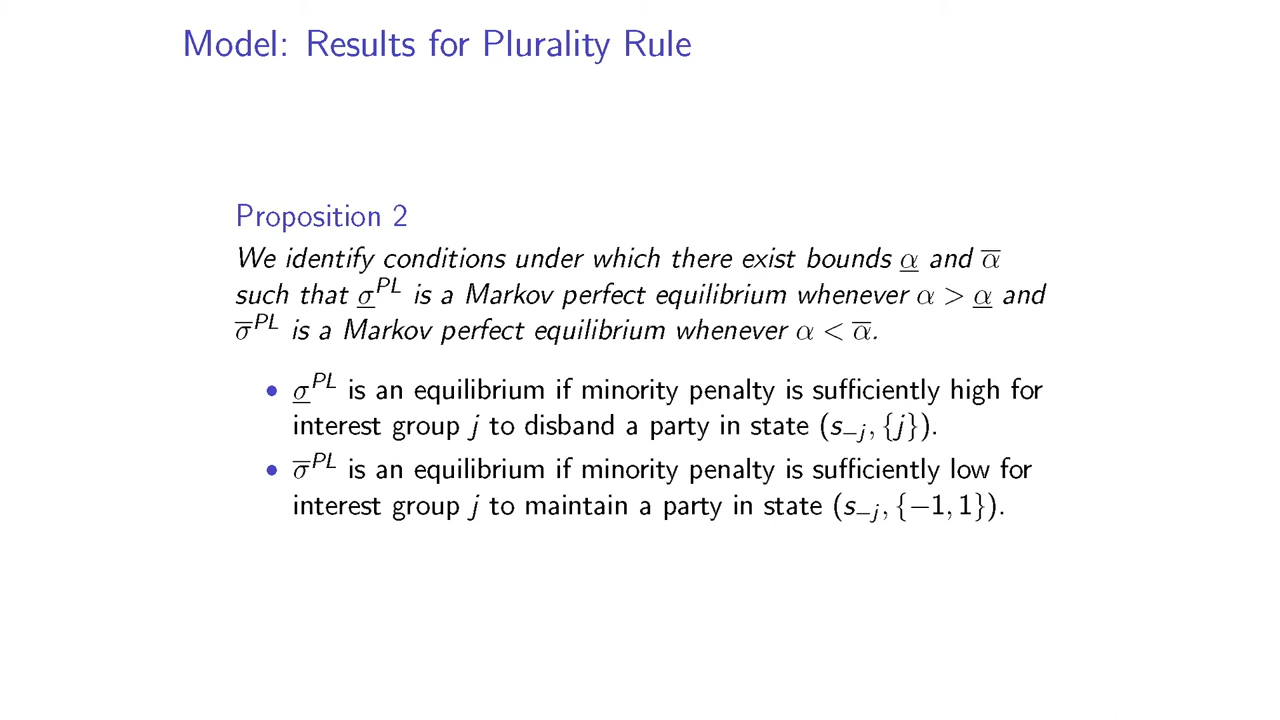 Model: Results for Plurality Rule
Proposition 2
We identify conditions under which there exist bounds α̲ and α̅
such that σ̲^PL is a Markov perfect equilibrium whenever α > α̲ and
σ̅^PL is a Markov perfect equilibrium whenever α < α̅.
• σ̲^PL is an equilibrium if minority penalty is sufficiently high for
interest group j to disband a party in state (s₋ⱼ, {j}).
• σ̅^PL is an equilibrium if minority penalty is sufficiently low for
interest group j to maintain a party in state (s₋ⱼ, {−1, 1}).